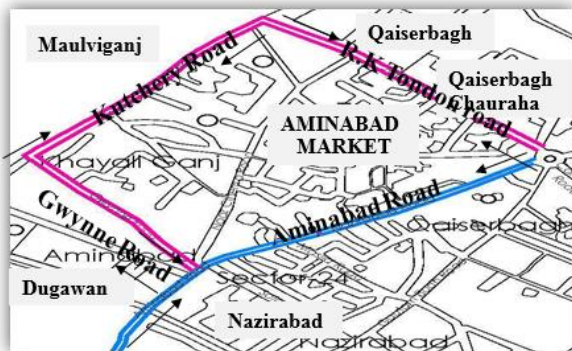 Maulviganj
Qaiserbagh
Kutchery Road
R.K Tondon road
Qaiserbagh
Chauraha
AMINABAD
MARKET
Khayali Ganj
Gwynne Road
Aminabad Road
Qaiserbagh
Aminabad
Sector-24
Dugawan
Nazirabad
Nazirabad